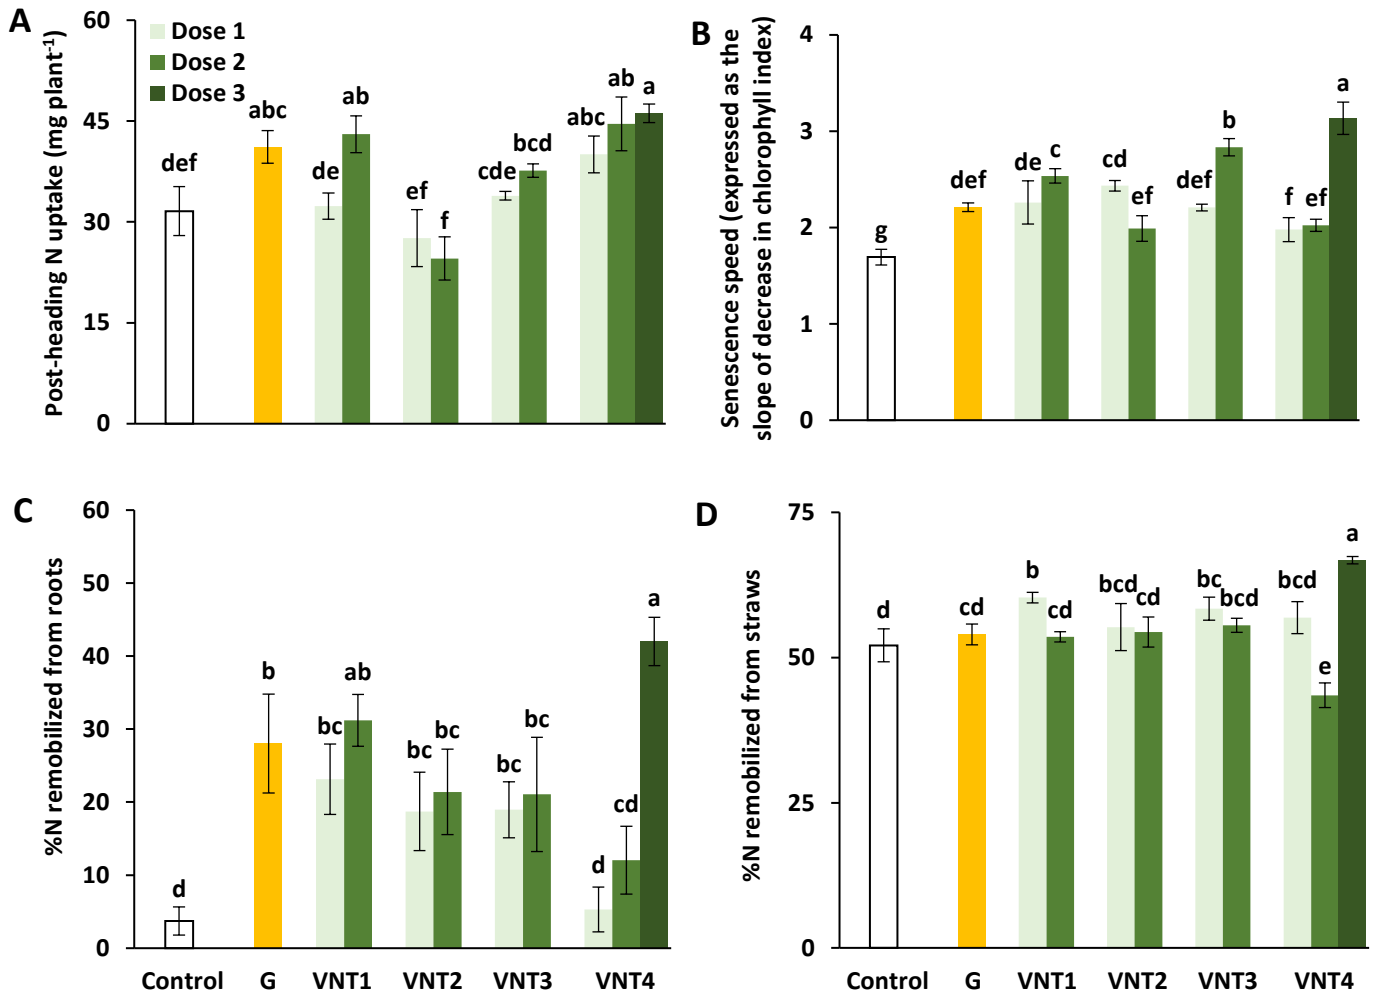 A
Post-heading N uptake (mg plant-1)
60
45
30
15
0
Dose 1
Dose 2
Dose 3
def
abc
de
ab
ef
f
cde
bcd
abc
ab
a
B
Senescence speed (expressed as the
slope of decrease in chlorophyll index)
4
3
2
1
0
g
def
de
c
cd
ef
def
b
f
ef
a
C
%N remobilized from roots
60
50
40
30
20
10
0
d
b
bc
ab
bc
bc
bc
bc
d
cd
a
Control
G
VNT1
VNT2
VNT3
VNT4
D
%N remobilized from straws
75
50
25
0
d
cd
b
cd
bcd
cd
bc
bcd
bcd
e
a
Control
G
VNT1
VNT2
VNT3
VNT4